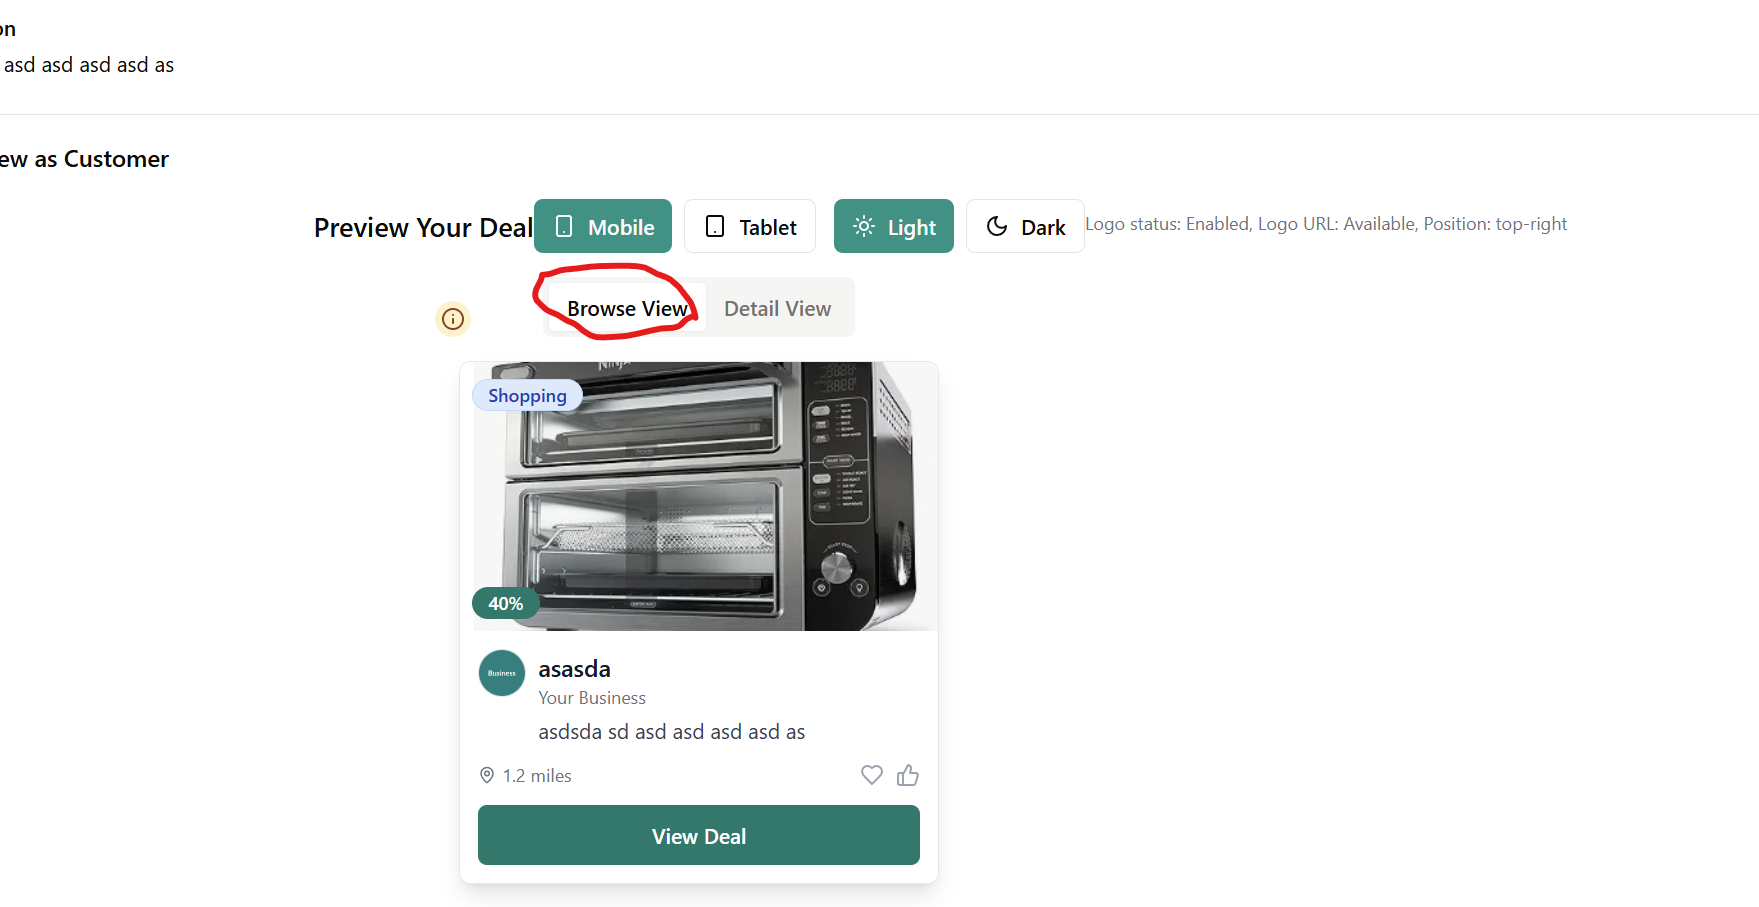 on
asd asd asd asd as
ew as Customer
Preview Your Deal Mobile Tablet Light Dark Logo status: Enabled, Logo URL: Available, Position: top-right
Browse View Detail View
Ninja
Shopping
40%
Business
asasda
Your Business
asdsda sd asd asd asd asd as
1.2 miles
View Deal